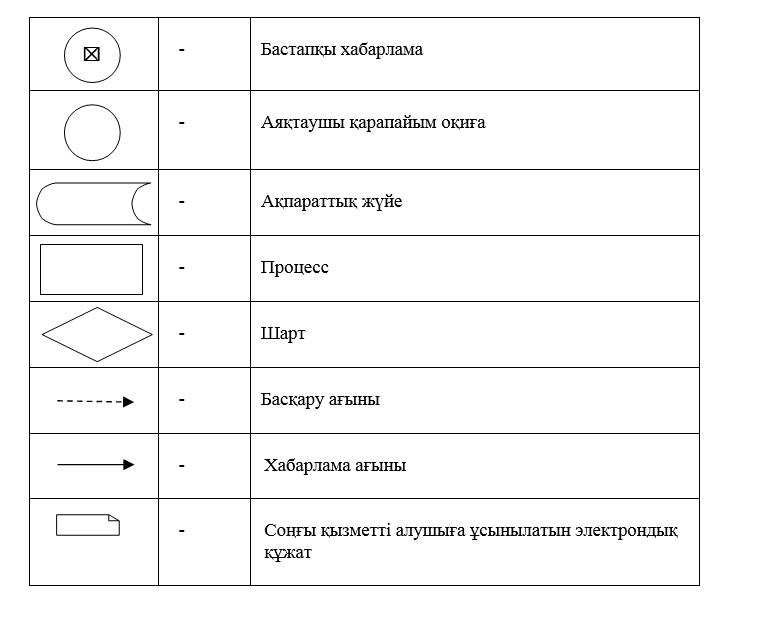 - Бастапқы хабарлама
- Аяқтаушы қарапайым оқиға
- Ақпараттық жүйе
- Процесс
- Шарт
- Басқару ағыны
- Хабарлама ағыны
- Соңғы қызметті алушыға ұсынылатын электрондық
құжат